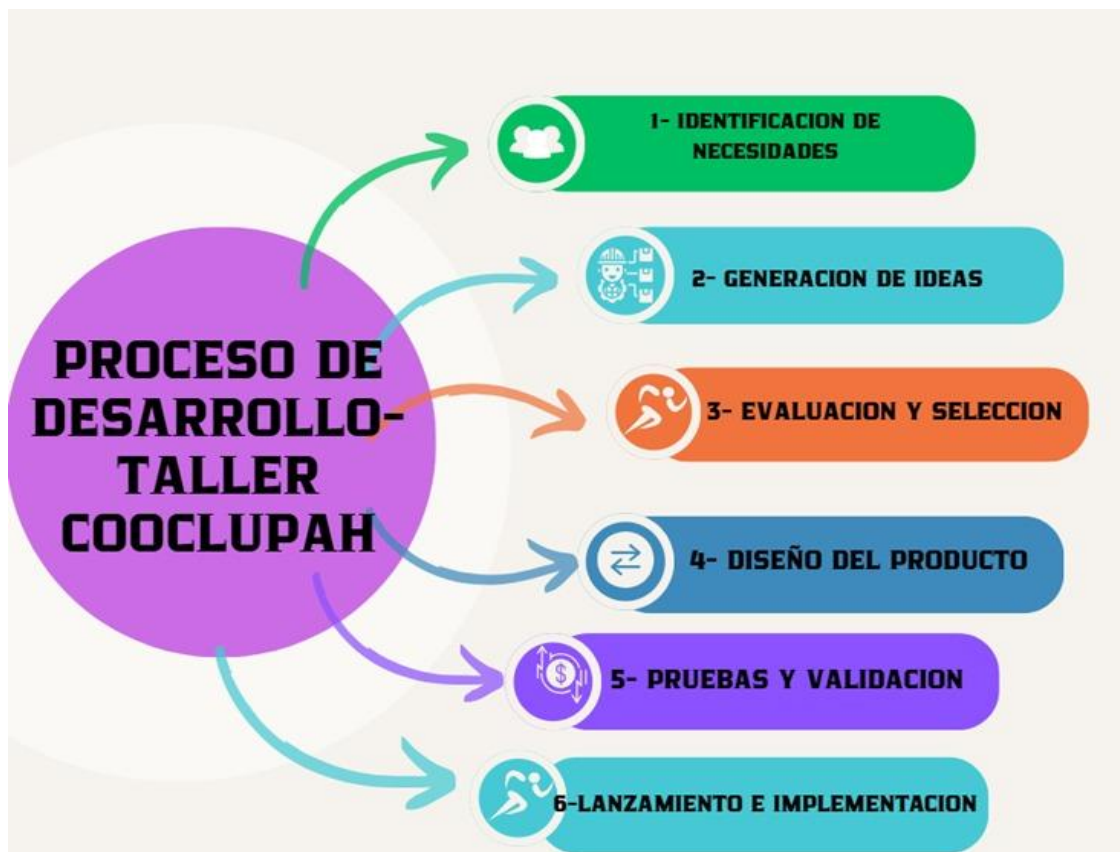 PROCESO DE
DESARROLLO-
TALLER
COOCLUPAH
1- IDENTIFICACION DE
NECESIDADES
2- GENERACION DE IDEAS
3- EVALUACION Y SELECCION
4- DISEÑO DEL PRODUCTO
5- PRUEBAS Y VALIDACION
6-LANZAMIENTO E IMPLEMENTACION